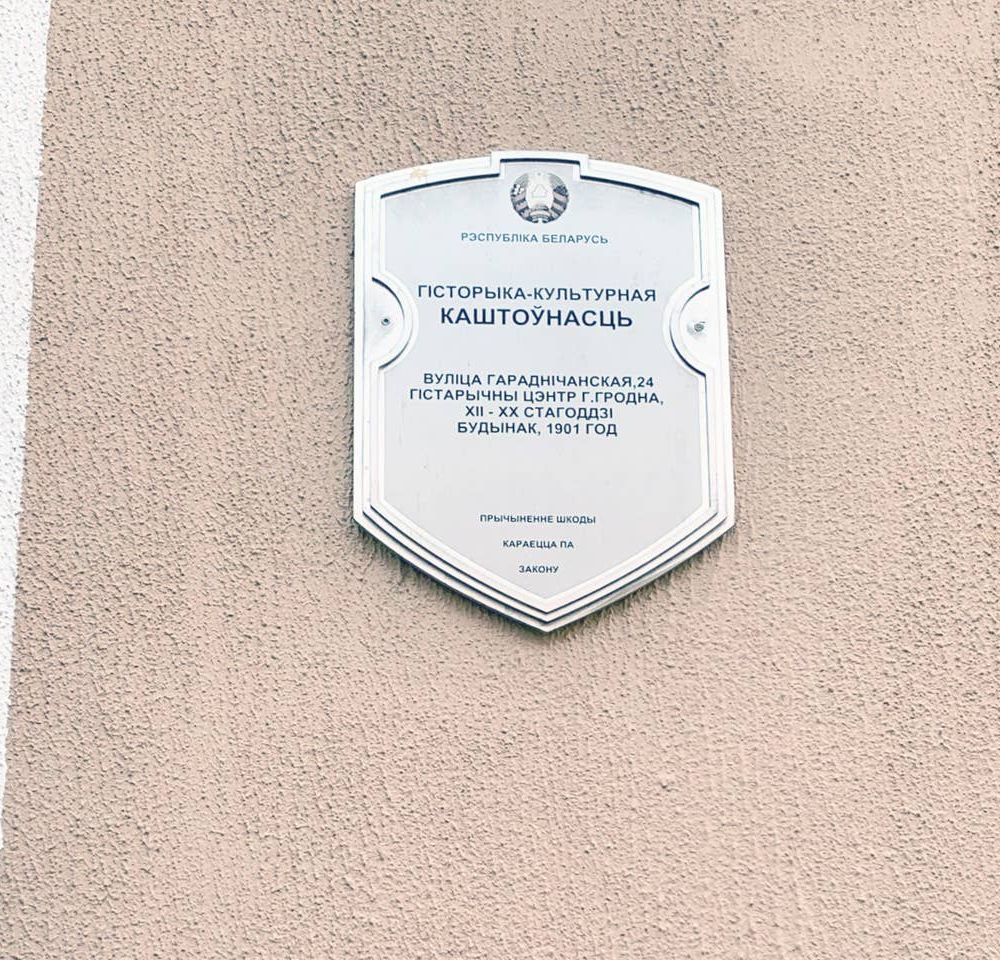 РЭСПУБЛІКА БЕЛАРУСЬ
ГІСТОРЫКА-КУЛЬТУРНАЯ
КАШТОЎНАСЦЬ
ВУЛІЦА ГАРАДНІЧАНСКАЯ,24
ГІСТАРЫЧНЫ ЦЭНТР Г.ГРОДНА,
XII - XX СТАГОДДЗІ
БУДЫНАК, 1901 ГОД
ПРЫЧЫНЕННЕ ШКОДЫ
КАРАЕЦЦА ПА
ЗАКОНУ